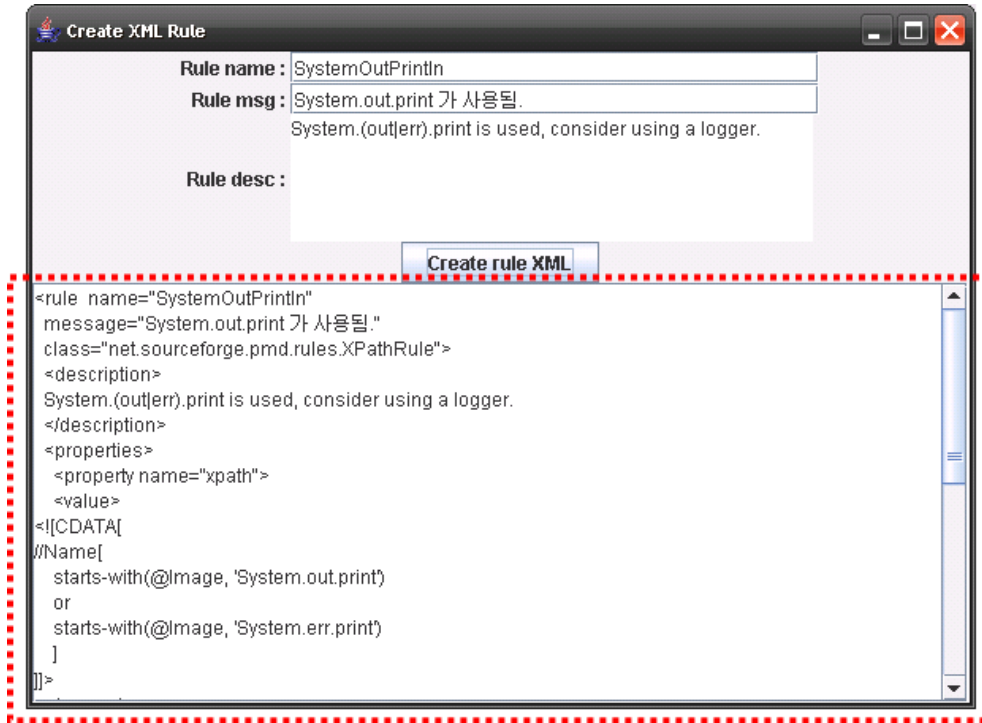 Create XML Rule
Rule name : SystemOutPrintln
Rule msg : System.out.print 가 사용됨.
Rule desc : System.(out|err).print is used, consider using a logger.
Create rule XML
<rule  name="SystemOutPrintln"
message="System.out.print 가 사용됨."
class="net.sourceforge.pmd.rules.XPathRule">
<description>
System.(out|err).print is used, consider using a logger.
</description>
<properties>
<property name="xpath">
<value>
<![CDATA[
//Name[
starts-with(@Image, 'System.out.print')
or
starts-with(@Image, 'System.err.print')
]
]]>